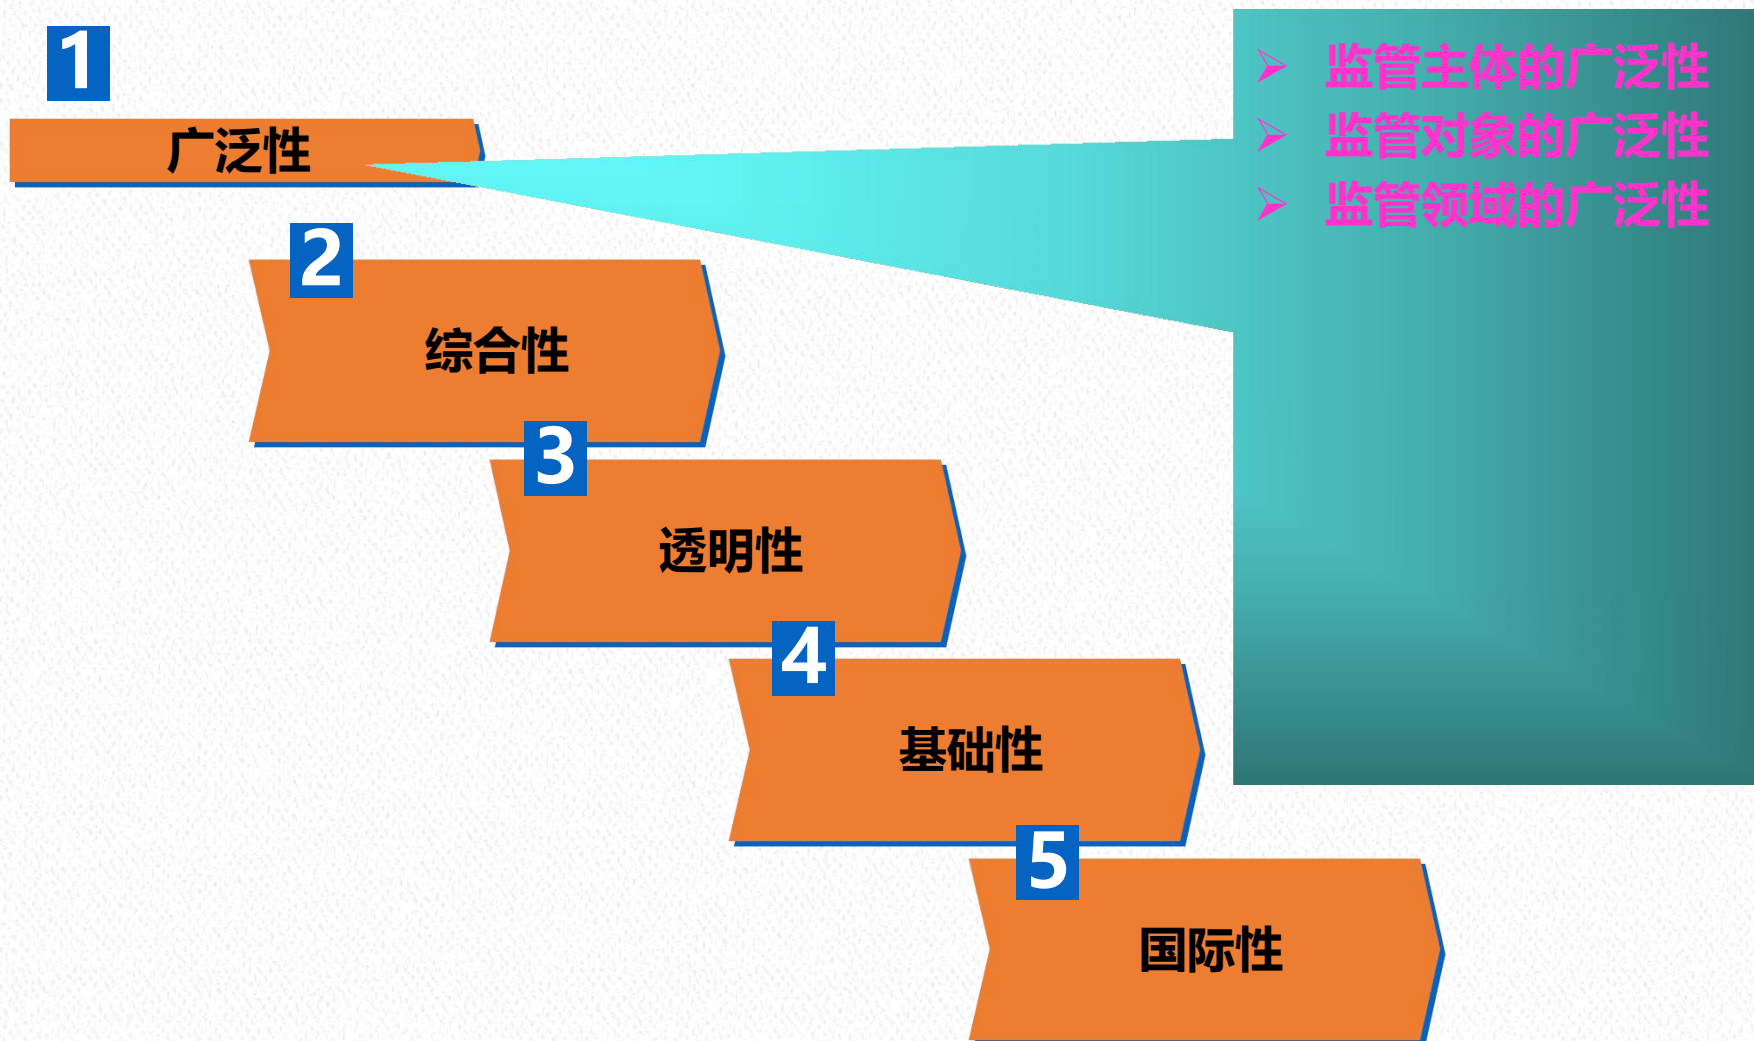 1
广泛性
➢ 监管主体的广泛性
➢ 监管对象的广泛性
➢ 监管领域的广泛性
2
综合性
3
透明性
4
基础性
5
国际性